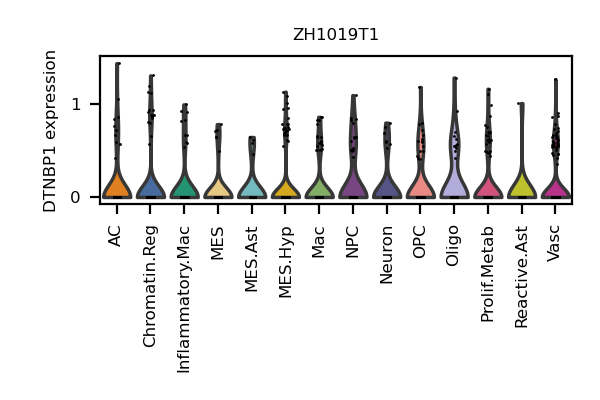 ZH1019T1
DTNBP1 expression
1
0
AC
Chromatin.Reg
Inflammatory.Mac
MES
MES.Ast
MES.Hyp
Mac
NPC
Neuron
OPC
Oligo
Prolif.Metab
Reactive.Ast
Vasc